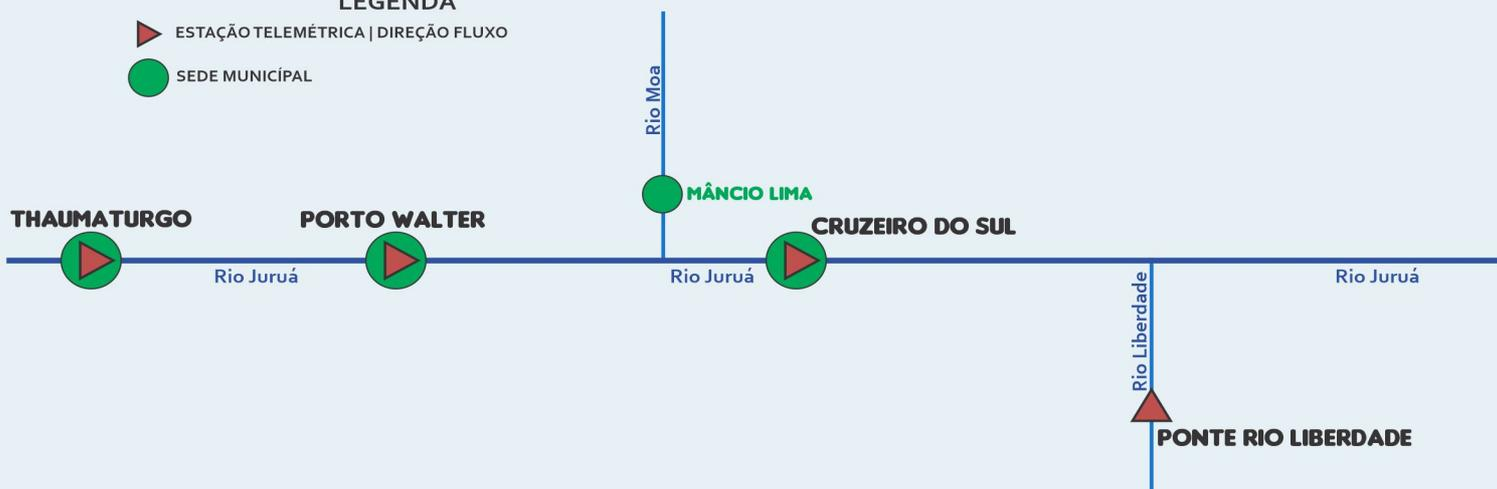 LEGENDA
ESTAÇÃO TELEMÉTRICA | DIREÇÃO FLUXO
SEDE MUNICÍPAL
Rio Moa
MÂNCIO LIMA
THAUMATURGO
PORTO WALTER
CRUZEIRO DO SUL
Rio Juruá
Rio Juruá
Rio Juruá
Rio Liberdade
PONTE RIO LIBERDADE